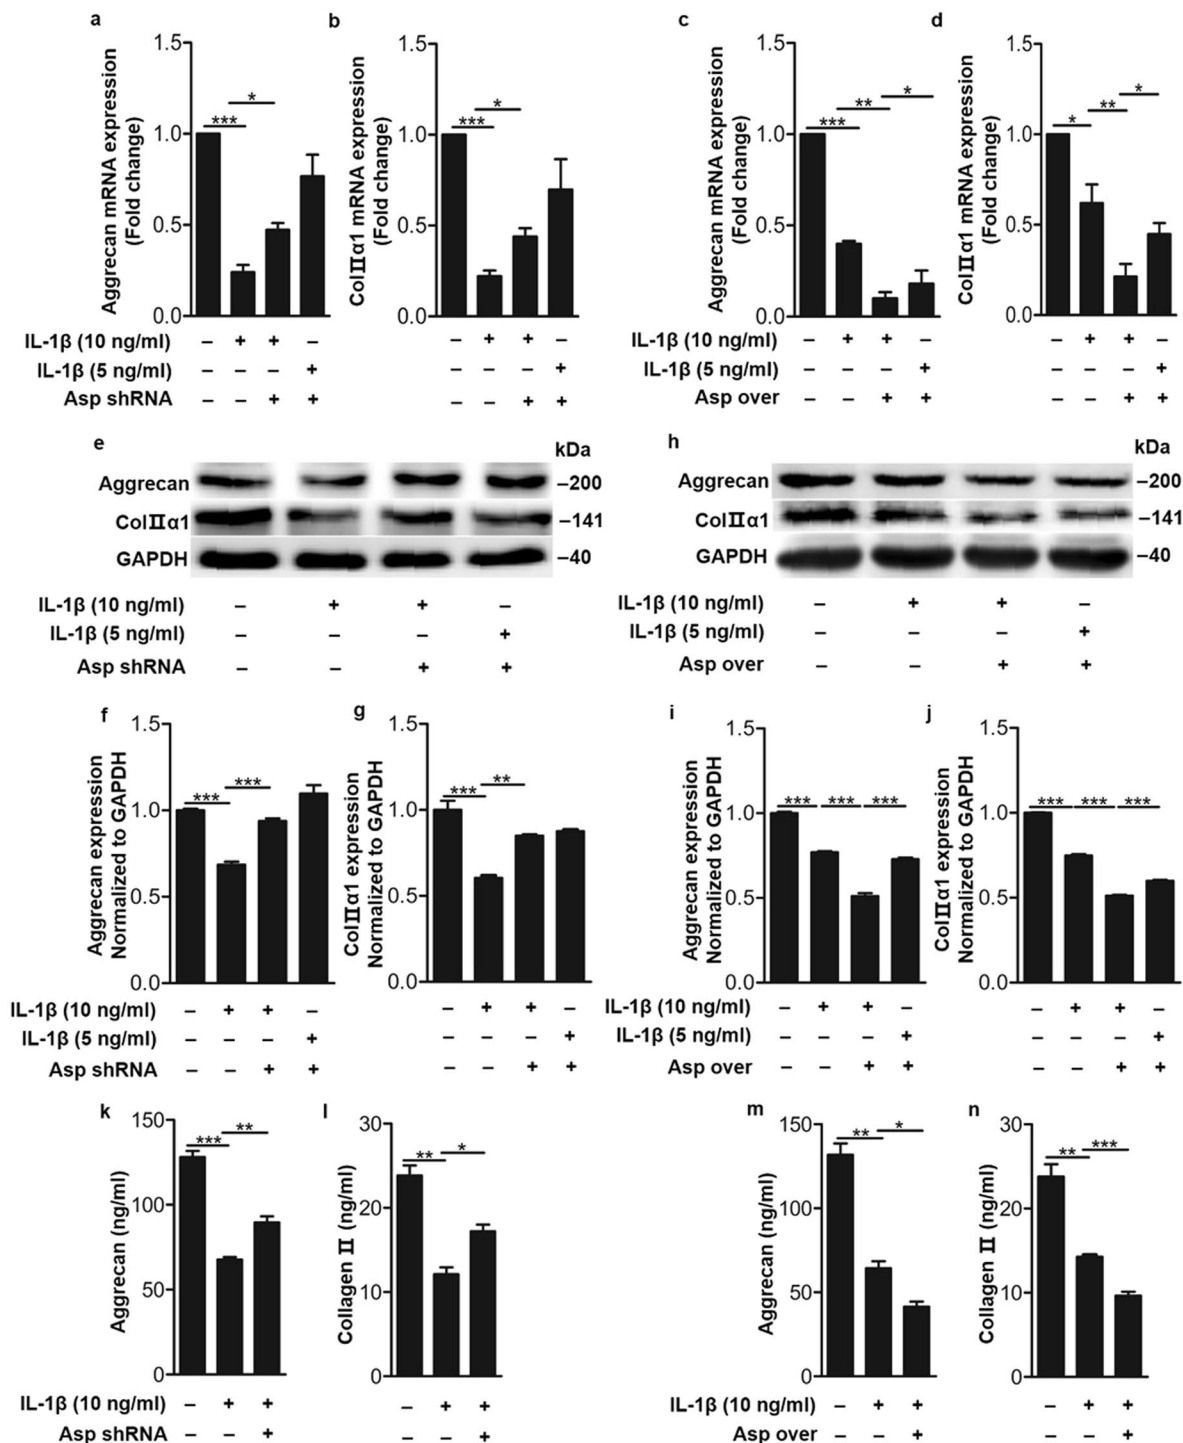 a
b
c
d
Aggrecan mRNA expression
(Fold change)
1.5
1.0
0.5
0.0
***
*
ColIIα1 mRNA expression
(Fold change)
1.5
1.0
0.5
0.0
***
*
Aggrecan mRNA expression
(Fold change)
1.5
1.0
0.5
0.0
***
**
*
ColIIα1 mRNA expression
(Fold change)
1.5
1.0
0.5
0.0
*
**
*
IL-1β (10 ng/ml) – + + – – + + –
IL-1β (5 ng/ml) – – – + – – – +
Asp shRNA – – + + – – + +
IL-1β (10 ng/ml) – + + – – + + –
IL-1β (5 ng/ml) – – – + – – – +
Asp over – – + + – – + +
e
kDa
Aggrecan –200
ColIIα1 –141
GAPDH –40
IL-1β (10 ng/ml) – + + –
IL-1β (5 ng/ml) – – – +
Asp shRNA – – + +
h
kDa
Aggrecan –200
ColIIα1 –141
GAPDH –40
IL-1β (10 ng/ml) – + + –
IL-1β (5 ng/ml) – – – +
Asp over – – + +
f
g
i
j
Aggrecan expression
Normalized to GAPDH
1.5
1.0
0.5
0.0
***
***
ColIIα1 expression
Normalized to GAPDH
1.5
1.0
0.5
0.0
***
**
Aggrecan expression
Normalized to GAPDH
1.5
1.0
0.5
0.0
***
***
***
ColIIα1 expression
Normalized to GAPDH
1.5
1.0
0.5
0.0
***
***
***
IL-1β (10 ng/ml) – + + – – + + –
IL-1β (5 ng/ml) – – – + – – – +
Asp shRNA – – + + – – + +
IL-1β (10 ng/ml) – + + – – + + –
IL-1β (5 ng/ml) – – – + – – – +
Asp over – – + + – – + +
k
l
m
n
Aggrecan (ng/ml)
150
100
50
0
***
**
Collagen II (ng/ml)
30
20
10
0
**
*
Aggrecan (ng/ml)
150
100
50
0
**
*
Collagen II (ng/ml)
30
20
10
0
**
***
IL-1β (10 ng/ml) – + + – + +
Asp shRNA – – + – – +
IL-1β (10 ng/ml) – + + – + +
Asp over – – + – – +